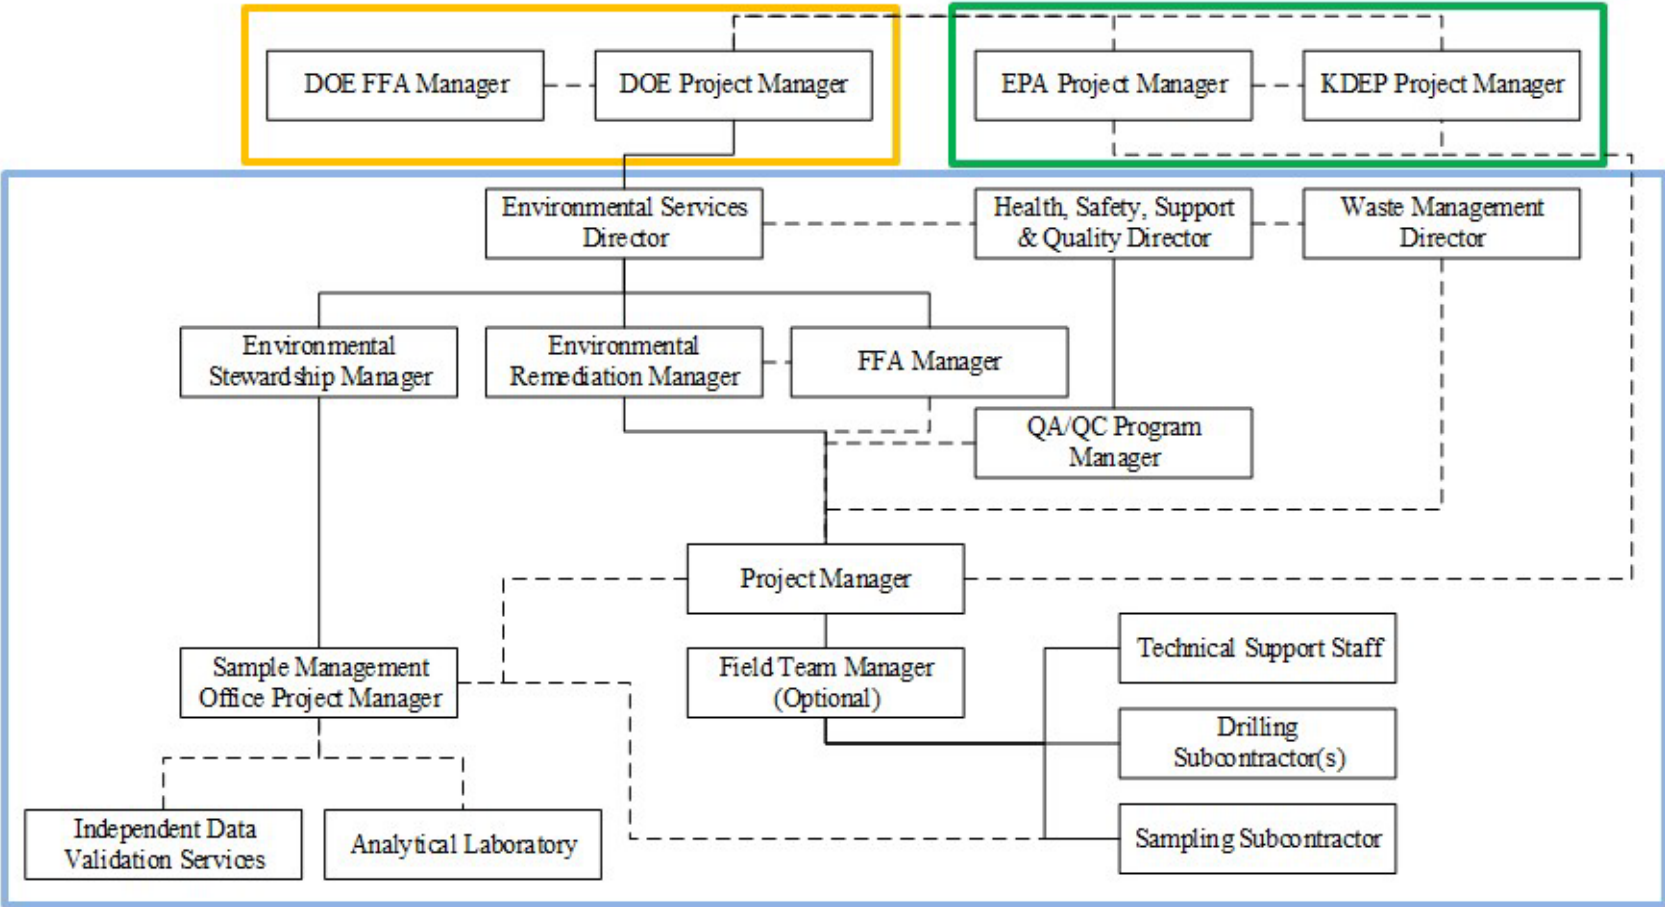 DOE FFA Manager
DOE Project Manager
EPA Project Manager
KDEP Project Manager
Environmental Services
Director
Health, Safety, Support
& Quality Director
Waste Management
Director
Environmental
Stewardship Manager
Environmental
Remediation Manager
FFA Manager
QA/QC Program
Manager
Project Manager
Sample Management
Office Project Manager
Field Team Manager
(Optional)
Technical Support Staff
Drilling
Subcontractor(s)
Sampling Subcontractor
Independent Data
Validation Services
Analytical Laboratory